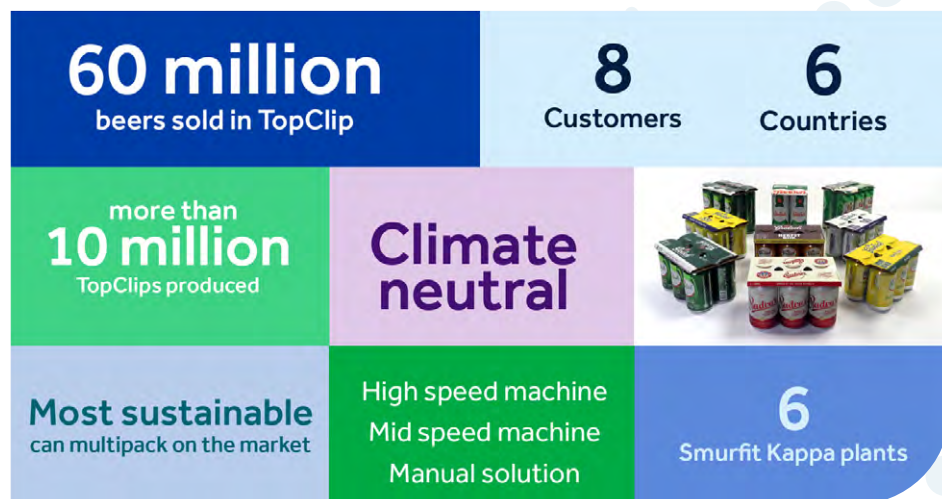 60 million
beers sold in TopClip
8
Customers
6
Countries
more than
10 million
TopClips produced
Climate
neutral
Most sustainable
can multipack on the market
High speed machine
Mid speed machine
Manual solution
6
Smurfit Kappa plants